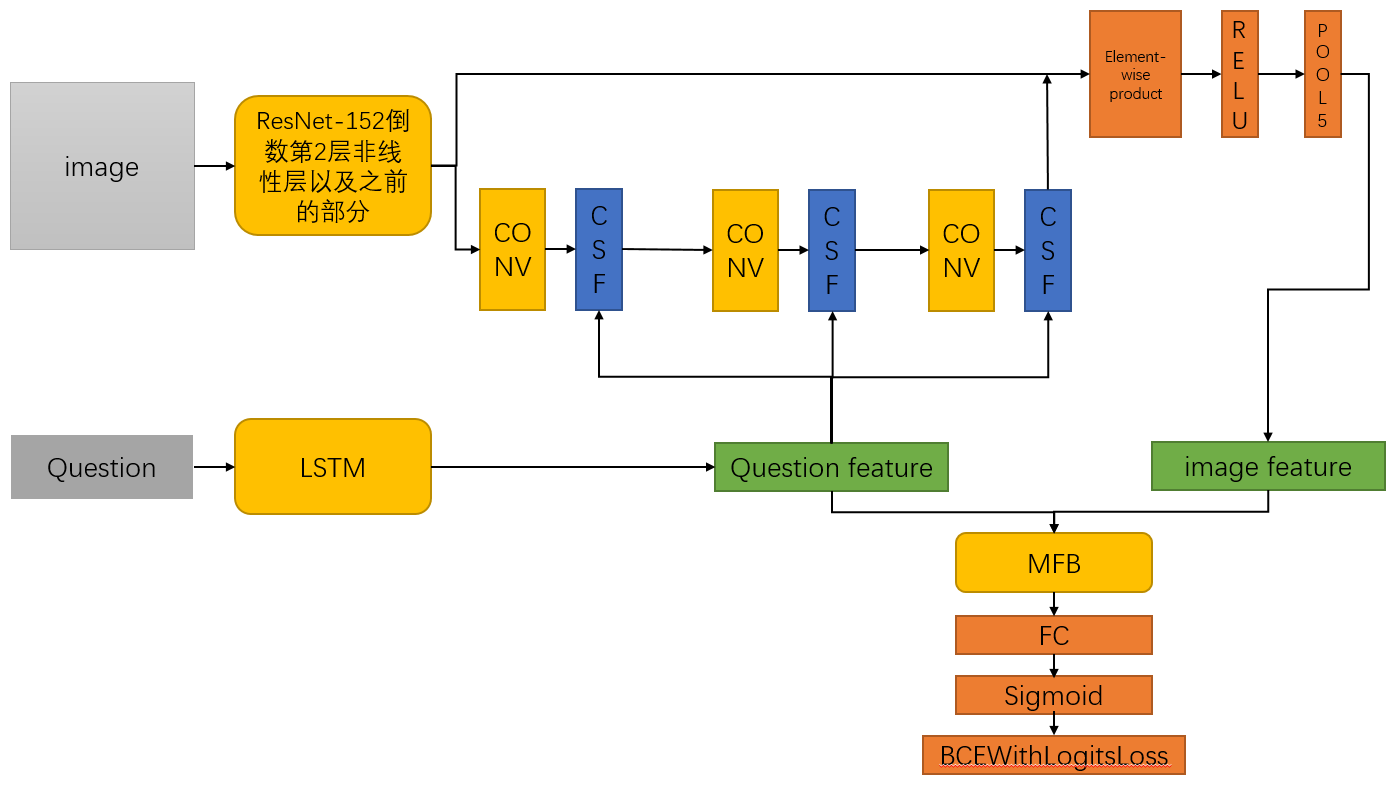 image
ResNet-152倒
数第2层非线
性层以及之前
的部分
CO
NV
C
S
F
CO
NV
C
S
F
CO
NV
C
S
F
Element-
wise
product
R
E
L
U
P
O
O
L
5
Question
LSTM
Question feature
image feature
MFB
FC
Sigmoid
BCEWithLogitsLoss